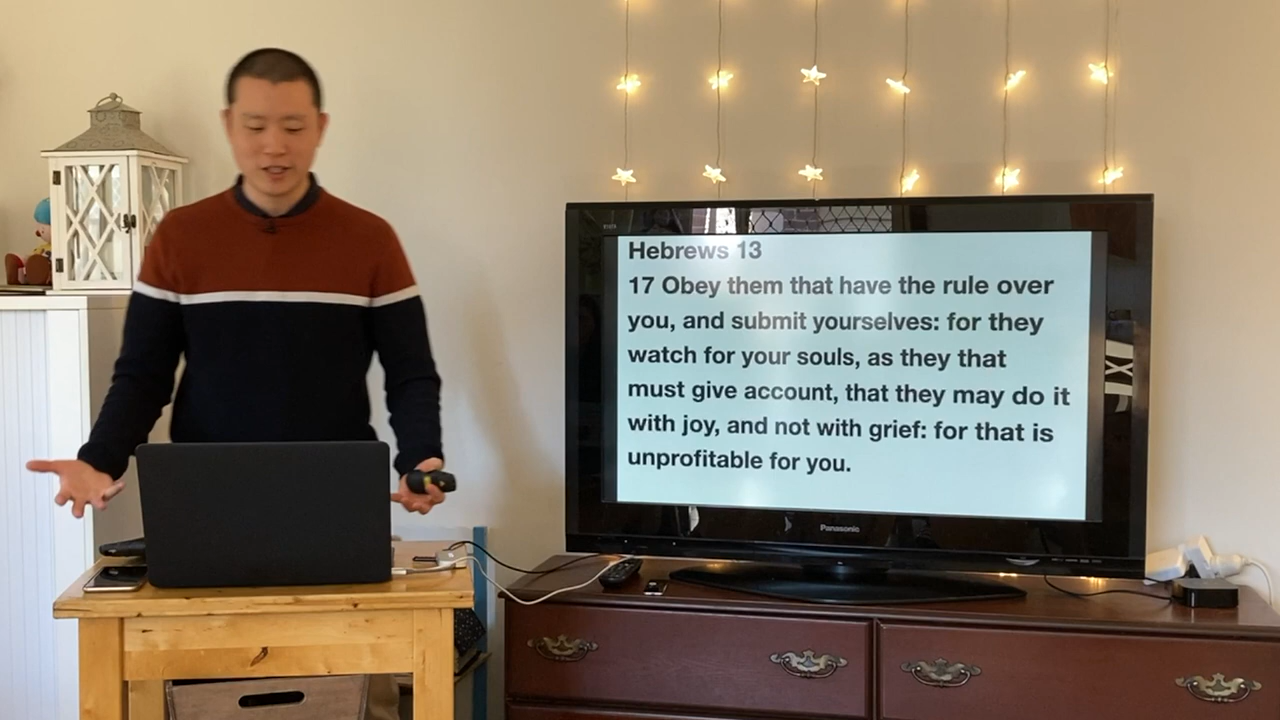 Hebrews 13
17 Obey them that have the rule over
you, and submit yourselves: for they
watch for your souls, as they that
must give account, that they may do it
with joy, and not with grief: for that is
unprofitable for you.
Panasonic